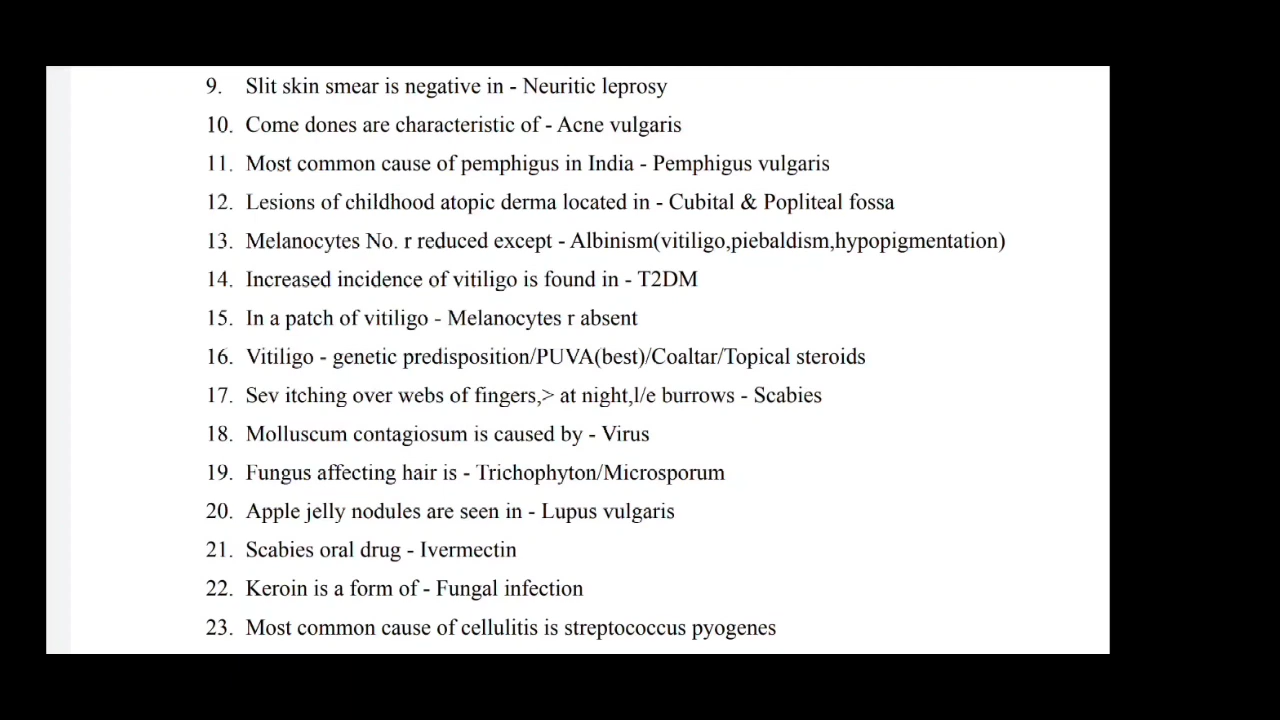 9. Slit skin smear is negative in - Neuritic leprosy
10. Come dones are characteristic of - Acne vulgaris
11. Most common cause of pemphigus in India - Pemphigus vulgaris
12. Lesions of childhood atopic derma located in - Cubital & Popliteal fossa
13. Melanocytes No. r reduced except - Albinism(vitiligo,piebaldism,hypopigmentation)
14. Increased incidence of vitiligo is found in - T2DM
15. In a patch of vitiligo - Melanocytes r absent
16. Vitiligo - genetic predisposition/PUVA(best)/Coaltar/Topical steroids
17. Sev itching over webs of fingers,> at night,l/e burrows - Scabies
18. Molluscum contagiosum is caused by - Virus
19. Fungus affecting hair is - Trichophyton/Microsporum
20. Apple jelly nodules are seen in - Lupus vulgaris
21. Scabies oral drug - Ivermectin
22. Keroin is a form of - Fungal infection
23. Most common cause of cellulitis is streptococcus pyogenes